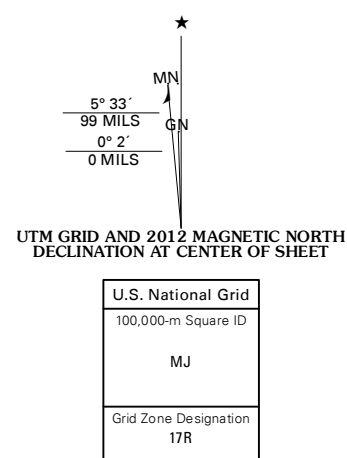 MN
5° 33´
99 MILS
GN
0° 2´
0 MILS
UTM GRID AND 2012 MAGNETIC NORTH
DECLINATION AT CENTER OF SHEET
U.S. National Grid
100,000-m Square ID
MJ
Grid Zone Designation
17R